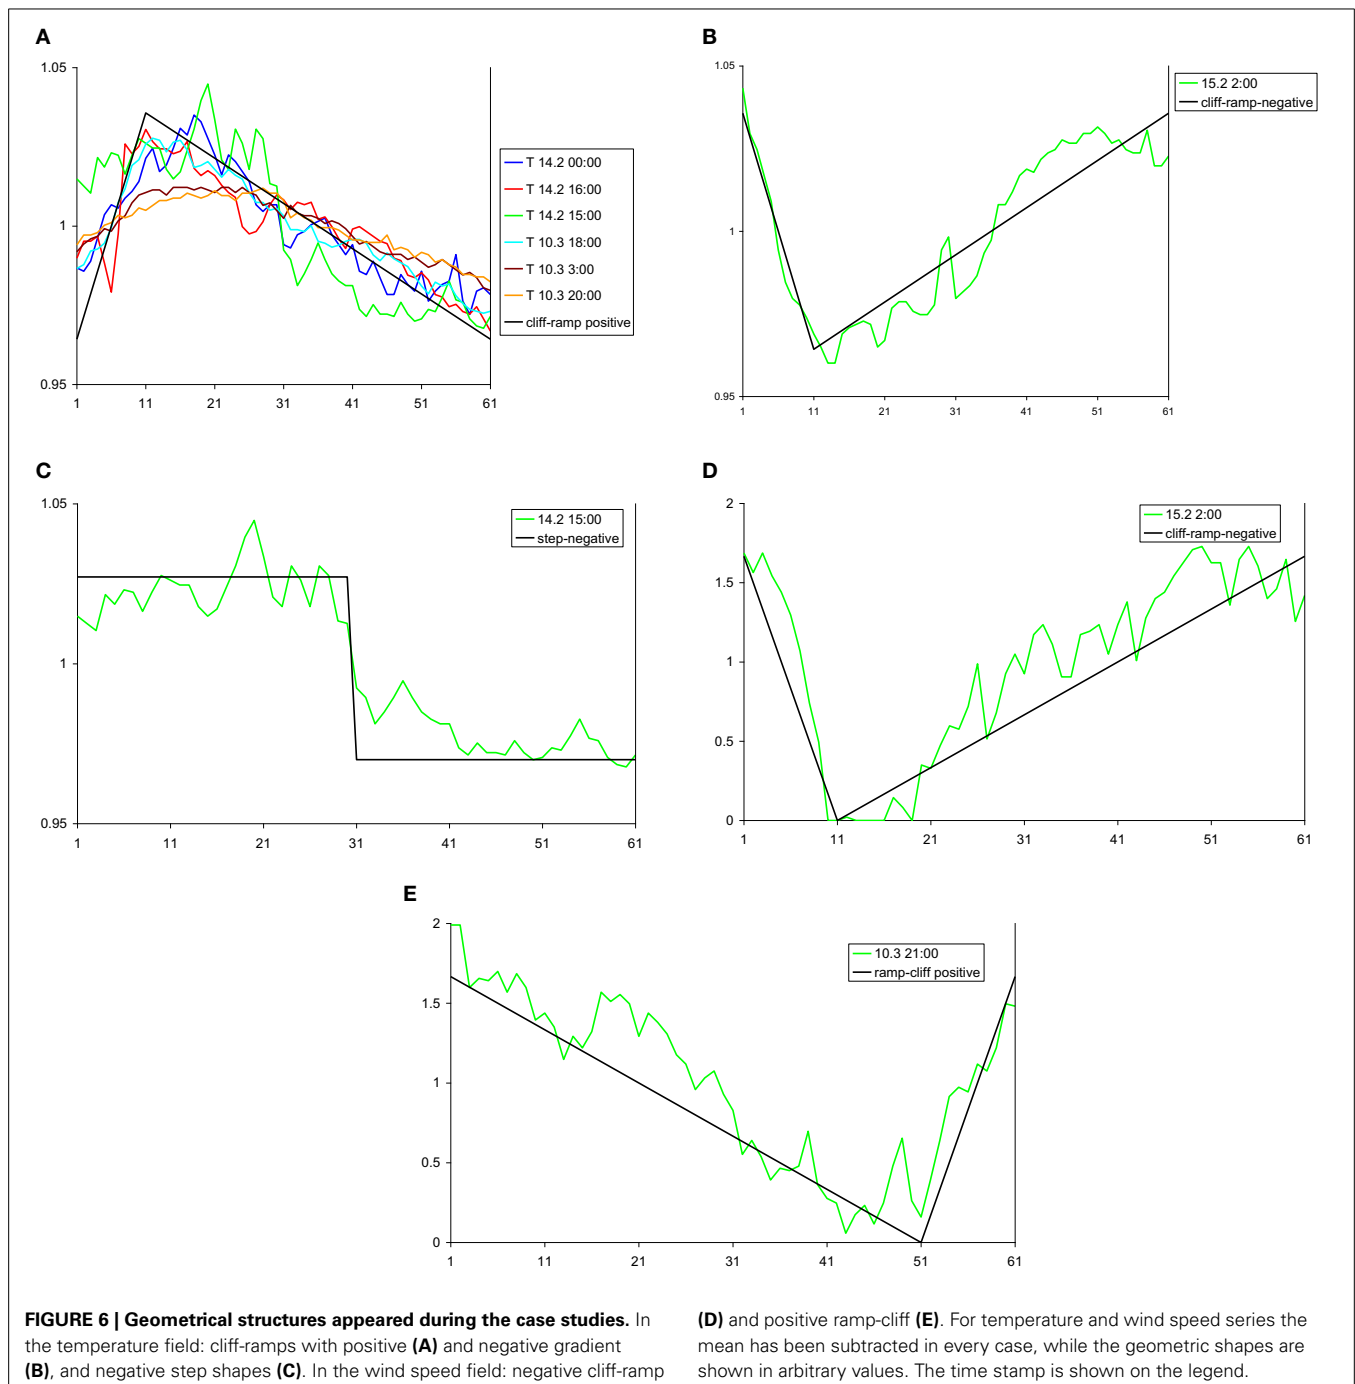 A
1.05
1
0.95
1 11 21 31 41 51 61
T 14.2 00:00
T 14.2 16:00
T 14.2 15:00
T 10.3 18:00
T 10.3 3:00
T 10.3 20:00
cliff-ramp positive
B
1.05
1
0.95
1 11 21 31 41 51 61
15.2 2:00
cliff-ramp-negative
C
1.05
1
0.95
1 11 21 31 41 51 61
14.2 15:00
step-negative
D
2
1.5
1
0.5
0
1 11 21 31 41 51 61
15.2 2:00
cliff-ramp-negative
E
2
1.5
1
0.5
0
1 11 21 31 41 51 61
10.3 21:00
ramp-cliff positive
FIGURE 6 | Geometrical structures appeared during the case studies. In
the temperature field: cliff-ramps with positive (A) and negative gradient
(B), and negative step shapes (C). In the wind speed field: negative cliff-ramp
(D) and positive ramp-cliff (E). For temperature and wind speed series the
mean has been subtracted in every case, while the geometric shapes are
shown in arbitrary values. The time stamp is shown on the legend.